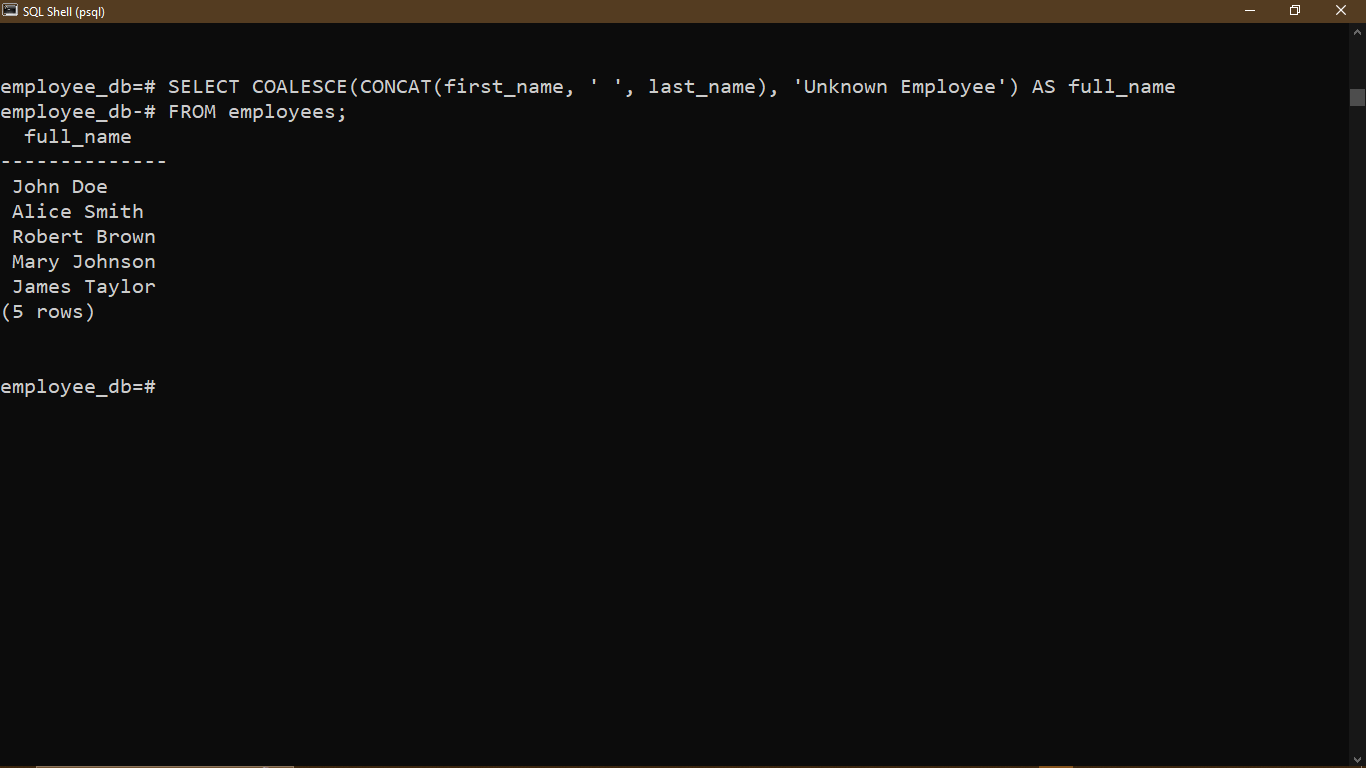 SQL Shell (psql)
employee_db=# SELECT COALESCE(CONCAT(first_name, ' ', last_name), 'Unknown Employee') AS full_name
employee_db-# FROM employees;
full_name
--------------
John Doe
Alice Smith
Robert Brown
Mary Johnson
James Taylor
(5 rows)
employee_db=#